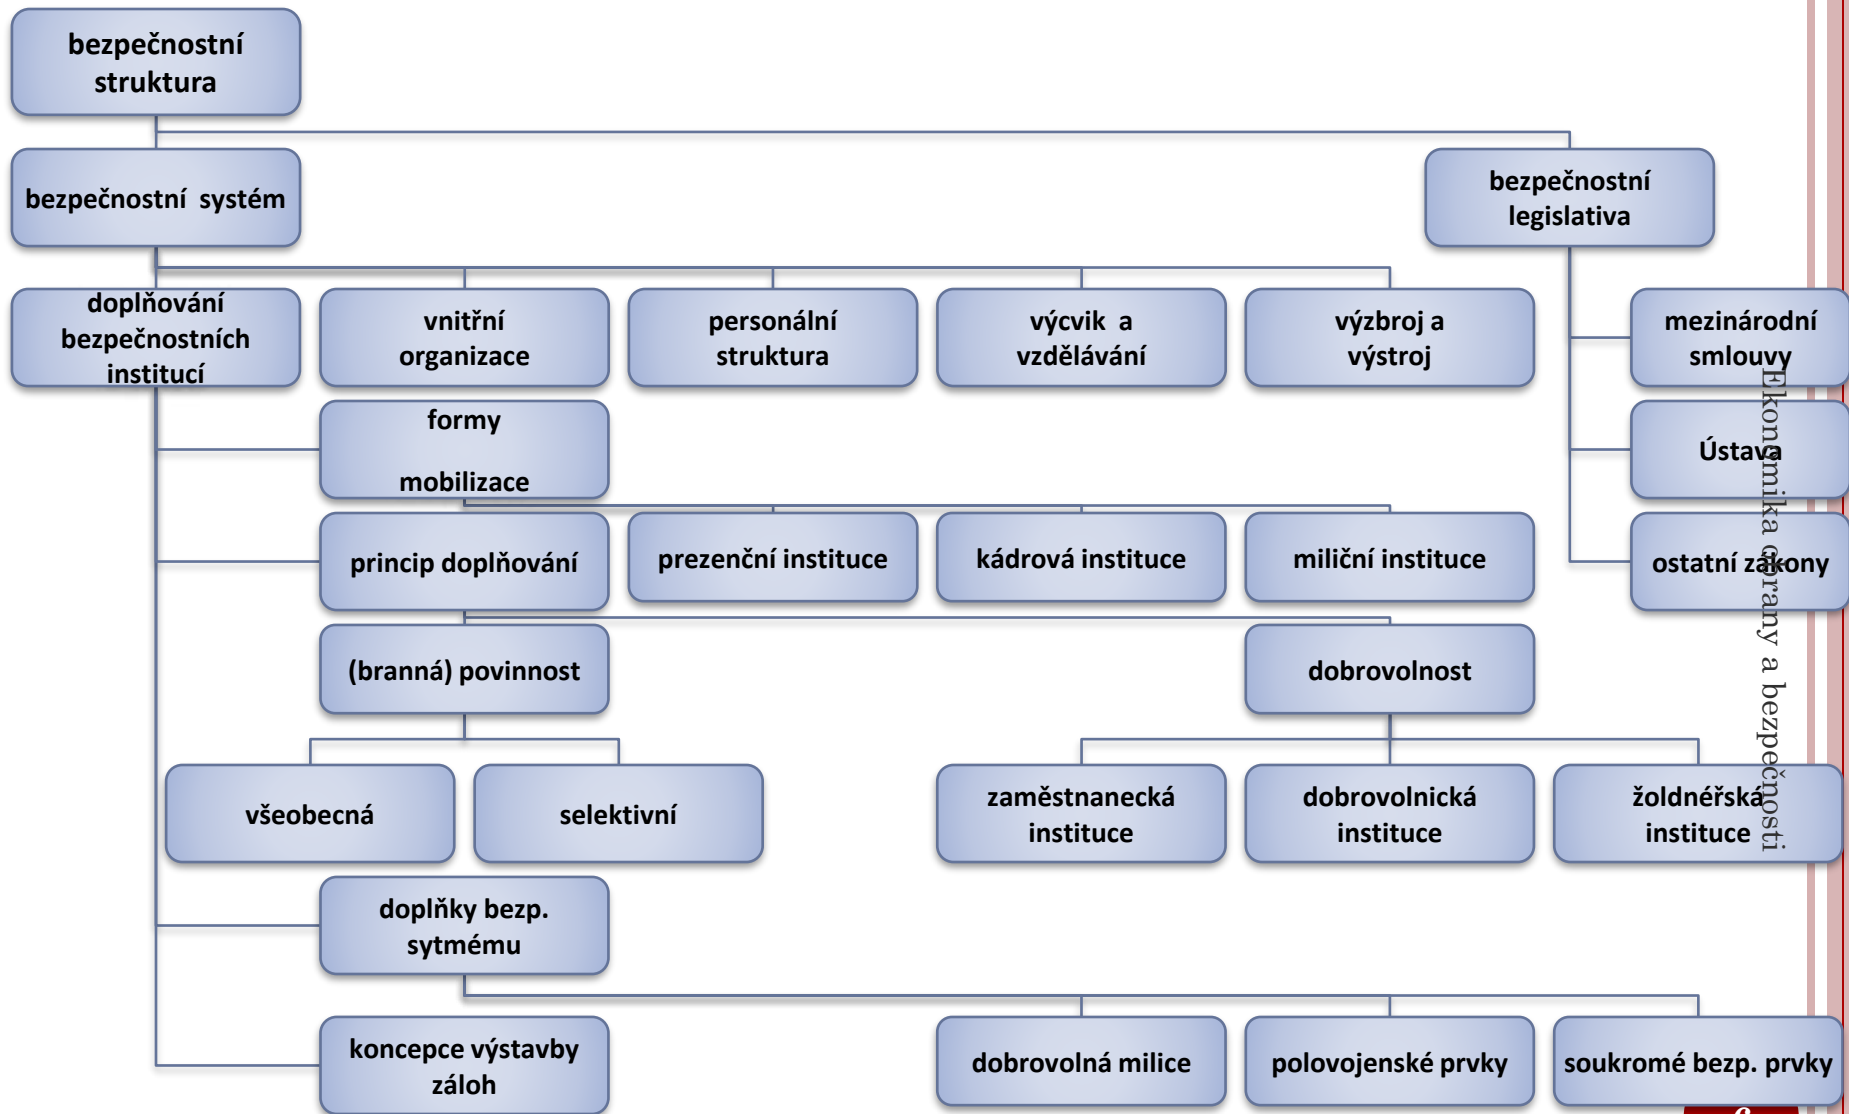 bezpečnostní
struktura
bezpečnostní systém
bezpečnostní
legislativa
doplňování
bezpečnostních
institucí
vnitřní
organizace
personální
struktura
výcvik a
vzdělávání
výzbroj a
výstroj
mezinárodní
smlouvy
formy
mobilizace
Ústava
princip doplňování
prezenční instituce
kádrová instituce
miliční instituce
ostatní zákony
(branná) povinnost
dobrovolnost
všeobecná
selektivní
zaměstnanecká
instituce
dobrovolnická
instituce
žoldnéřská
instituce
doplňky bezp.
sytmému
koncepce výstavby
záloh
dobrovolná milice
polovojenské prvky
soukromé bezp. prvky
Ekonomika obrany a bezpečnosti